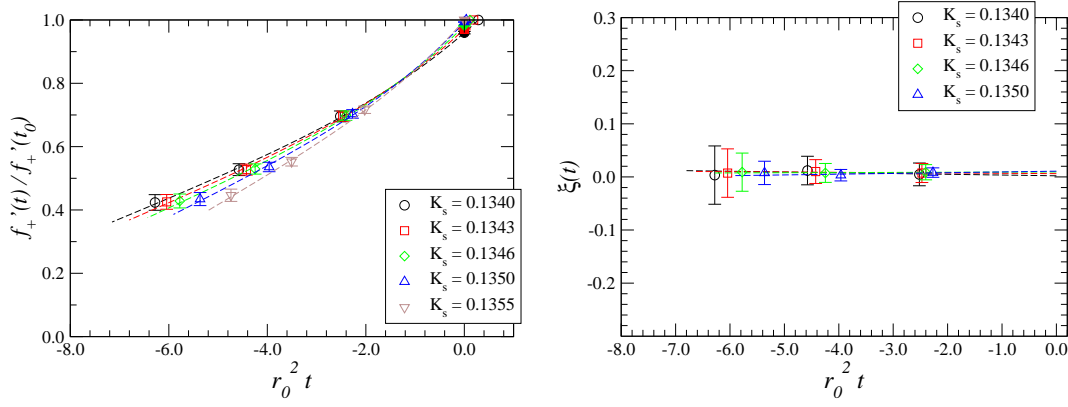 1.0
0.8
0.6
0.4
0.2
0.0
-8.0 -6.0 -4.0 -2.0 0.0
r₀² t
f₊'(t) / f₊'(t₀)
Kₛ = 0.1340
Kₛ = 0.1343
Kₛ = 0.1346
Kₛ = 0.1350
Kₛ = 0.1355
0.3
0.2
0.1
0.0
-0.1
-0.2
-8.0 -7.0 -6.0 -5.0 -4.0 -3.0 -2.0 -1.0 0.0
r₀² t
ξ(t)
Kₛ = 0.1340
Kₛ = 0.1343
Kₛ = 0.1346
Kₛ = 0.1350